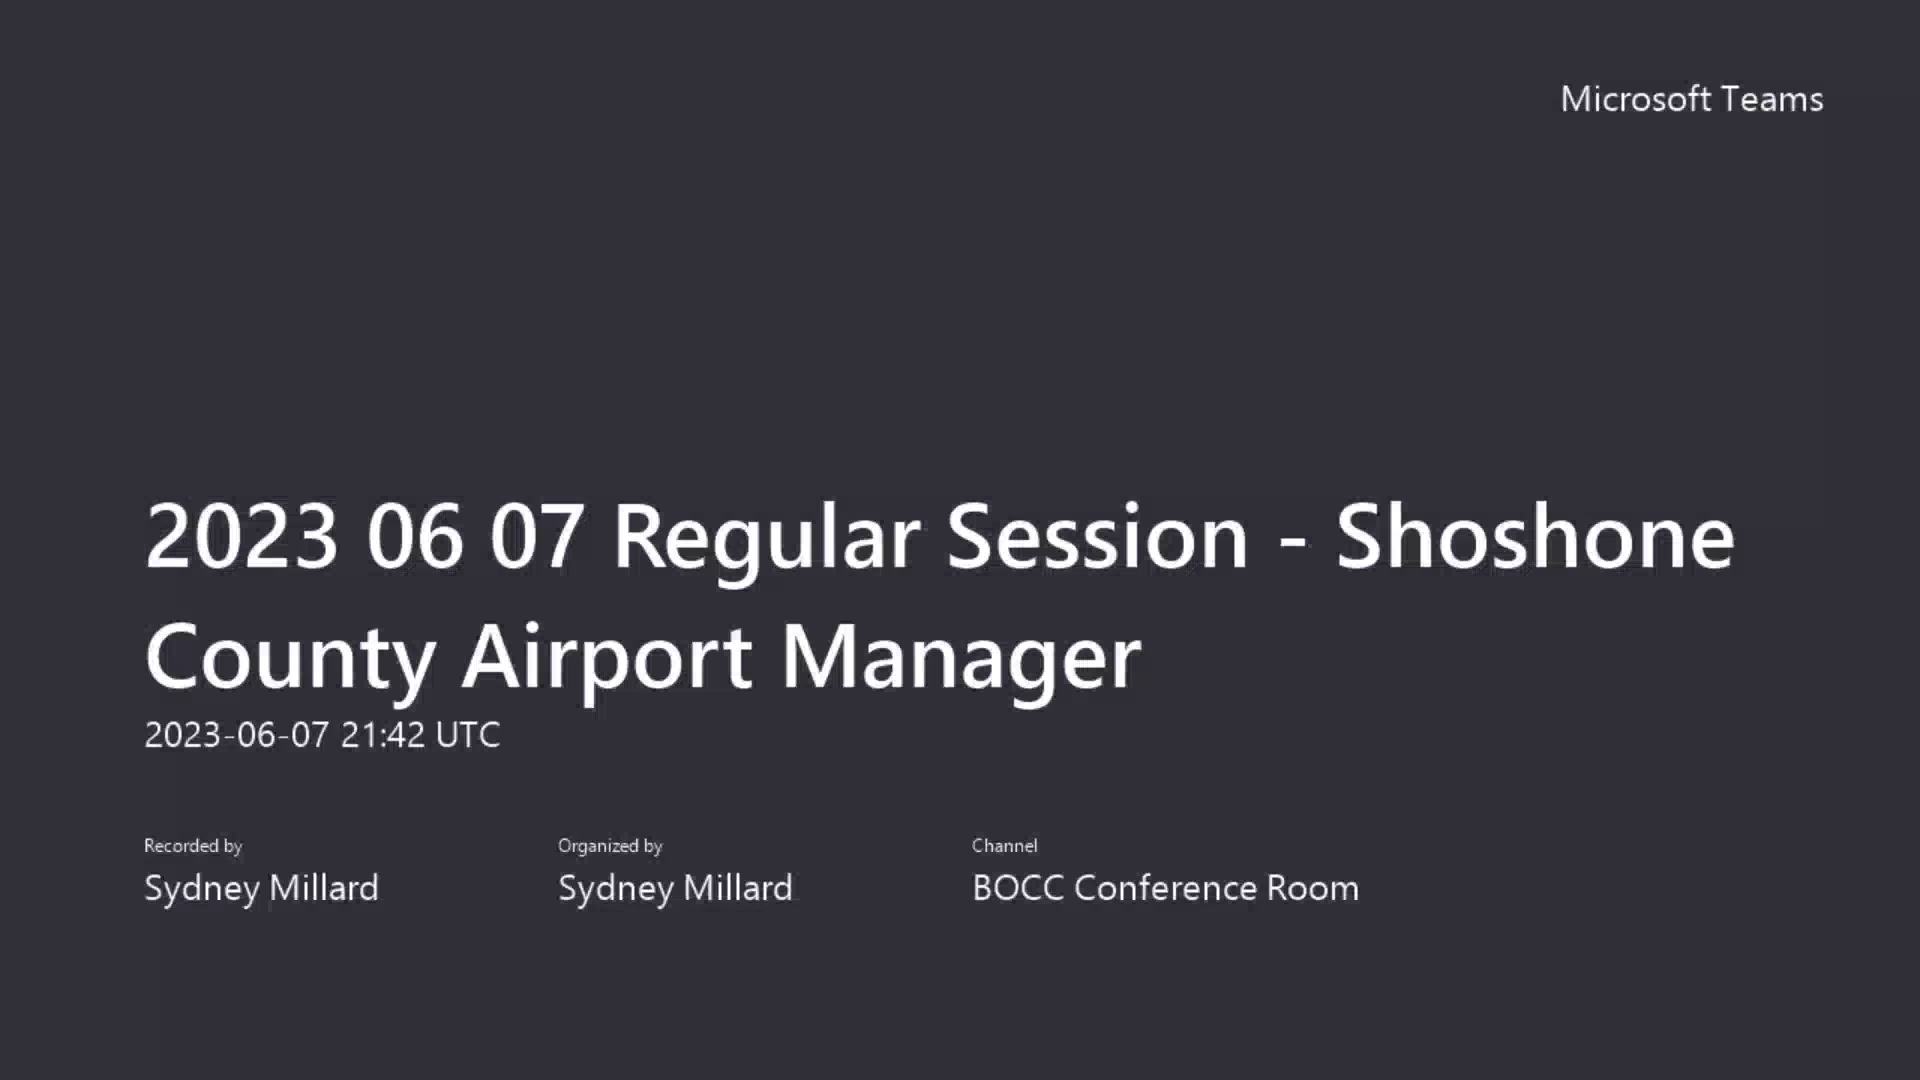 Microsoft Teams
2023 06 07 Regular Session - Shoshone
County Airport Manager
2023-06-07 21:42 UTC
Recorded by
Sydney Millard
Organized by
Sydney Millard
Channel
BOCC Conference Room